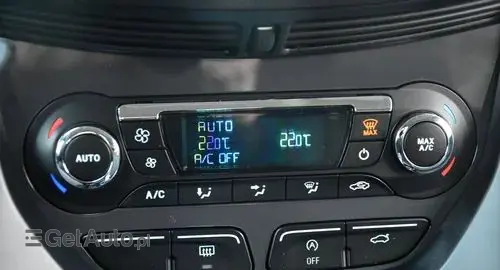 AUTO
22.0℃ 22.0℃
A/C OFF
MAX
AUTO
MAX
A/C
A/C
A
OFF
GetAuto.pl